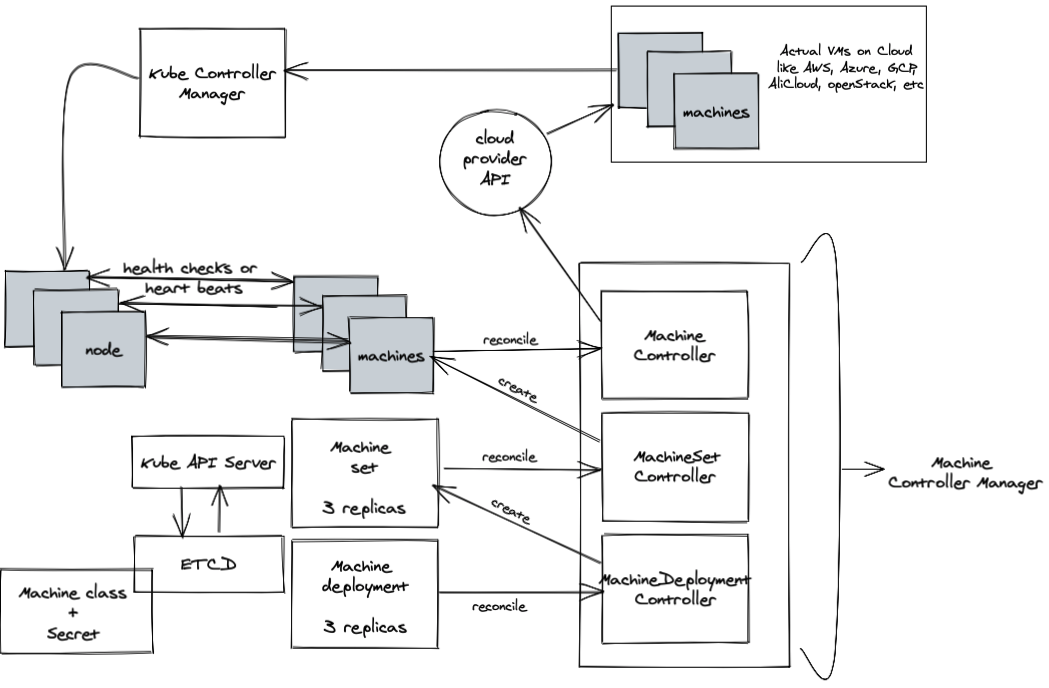 Actual VMs on Cloud
like AWS, Azure, GCP,
AliCloud, openStack, etc
machines
Kube Controller
Manager
cloud
provider
API
health checks or
heart beats
node
machines
reconcile
create
Machine
Controller
Kube API Server
ETCD
Machine class
+
Secret
Machine
set
3 replicas
reconcile
create
MachineSet
Controller
Machine
deployment
3 replicas
reconcile
MachineDeployment
Controller
Machine
Controller Manager